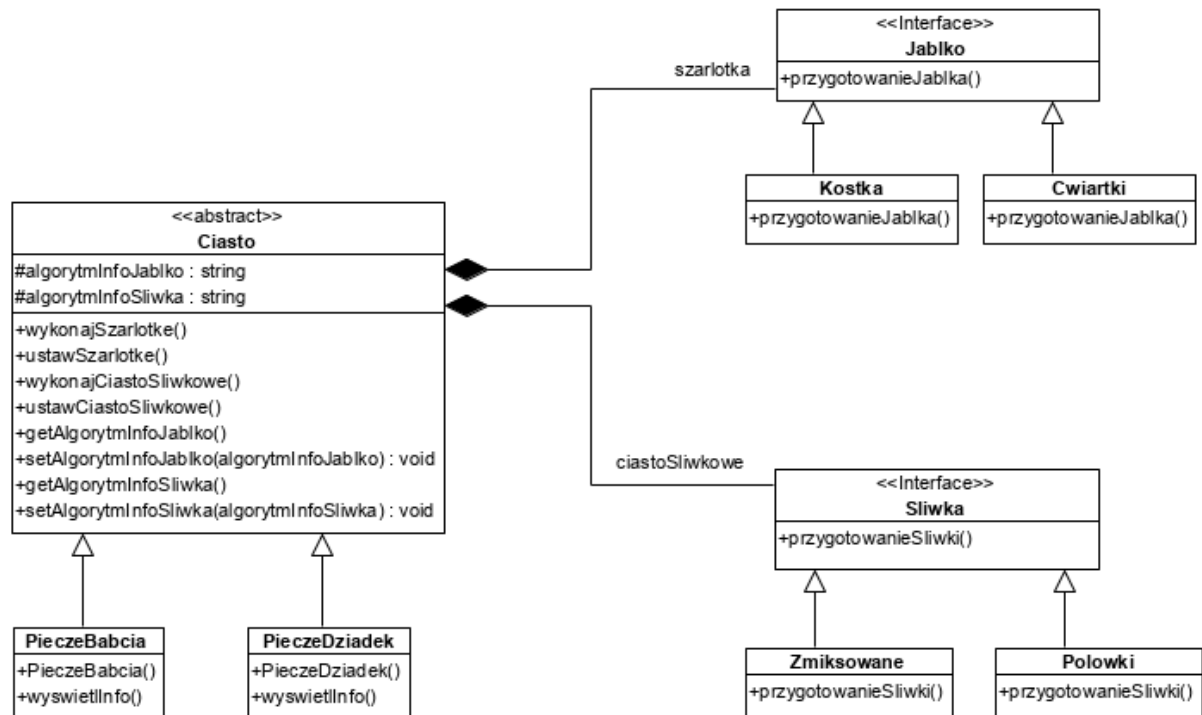 <<Interface>>
Jablko
+przygotowanieJablka()
szarlotka
Kostka
+przygotowanieJablka()
Cwiartki
+przygotowanieJablka()
<<abstract>>
Ciasto
#algorytmInfoJablko : string
#algorytmInfoSliwka : string
+wykonajSzarlotke()
+ustawSzarlotke()
+wykonajCiastoSliwkowe()
+ustawCiastoSliwkowe()
+getAlgorytmInfoJablko()
+setAlgorytmInfoJablko(algorytmInfoJablko) : void
+getAlgorytmInfoSliwka()
+setAlgorytmInfoSliwka(algorytmInfoSliwka) : void
ciastoSliwkowe
<<Interface>>
Sliwka
+przygotowanieSliwki()
PieczeBabcia
+PieczeBabcia()
+wyswietlInfo()
PieczeDziadek
+PieczeDziadek()
+wyswietlInfo()
Zmiksowane
+przygotowanieSliwki()
Polowki
+przygotowanieSliwki()